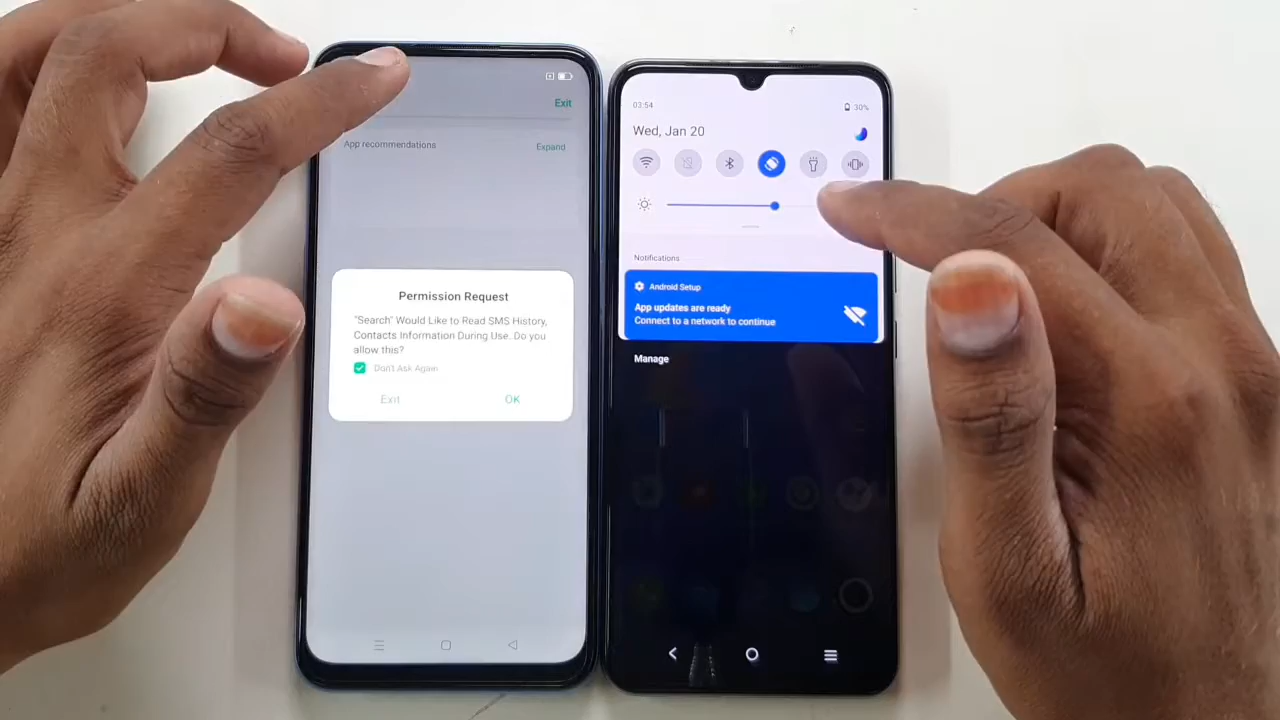 Exit
App recommendations
Expand
Permission Request
"Search" Would Like to Read SMS History,
Contacts Information During Use. Do you
allow this?
Don't Ask Again
Exit
OK
03:54
30%
Wed, Jan 20
Notifications
Android Setup
App updates are ready
Connect to a network to continue
Manage